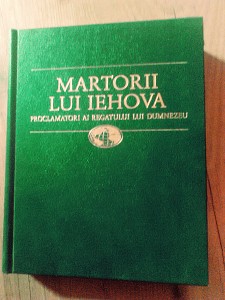 MARTORII
LUI IEHOVA
PROCLAMATORI AI REGATULUI LUI DUMNEZEU